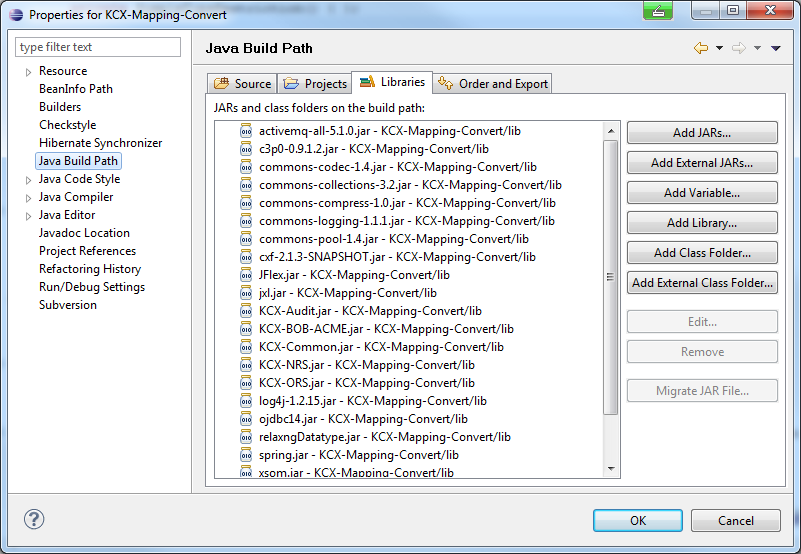 Properties for KCX-Mapping-Convert
type filter text
Resource
BeanInfo Path
Builders
Checkstyle
Hibernate Synchronizer
Java Build Path
Java Code Style
Java Compiler
Java Editor
Javadoc Location
Project References
Refactoring History
Run/Debug Settings
Subversion
Java Build Path
Source Projects Libraries Order and Export
JARs and class folders on the build path:
activemq-all-5.1.0.jar - KCX-Mapping-Convert/lib
c3p0-0.9.1.2.jar - KCX-Mapping-Convert/lib
commons-codec-1.4.jar - KCX-Mapping-Convert/lib
commons-collections-3.2.jar - KCX-Mapping-Convert/lib
commons-compress-1.0.jar - KCX-Mapping-Convert/lib
commons-logging-1.1.1.jar - KCX-Mapping-Convert/lib
commons-pool-1.4.jar - KCX-Mapping-Convert/lib
cxf-2.1.3-SNAPSHOT.jar - KCX-Mapping-Convert/lib
JFlex.jar - KCX-Mapping-Convert/lib
jxl.jar - KCX-Mapping-Convert/lib
KCX-Audit.jar - KCX-Mapping-Convert/lib
KCX-BOB-ACME.jar - KCX-Mapping-Convert/lib
KCX-Common.jar - KCX-Mapping-Convert/lib
KCX-NRS.jar - KCX-Mapping-Convert/lib
KCX-ORS.jar - KCX-Mapping-Convert/lib
log4j-1.2.15.jar - KCX-Mapping-Convert/lib
ojdbc14.jar - KCX-Mapping-Convert/lib
relaxngDatatype.jar - KCX-Mapping-Convert/lib
spring.jar - KCX-Mapping-Convert/lib
xsom.jar - KCX-Mapping-Convert/lib
Add JARs...
Add External JARs...
Add Variable...
Add Library...
Add Class Folder...
Add External Class Folder...
Edit...
Remove
Migrate JAR File...
OK
Cancel